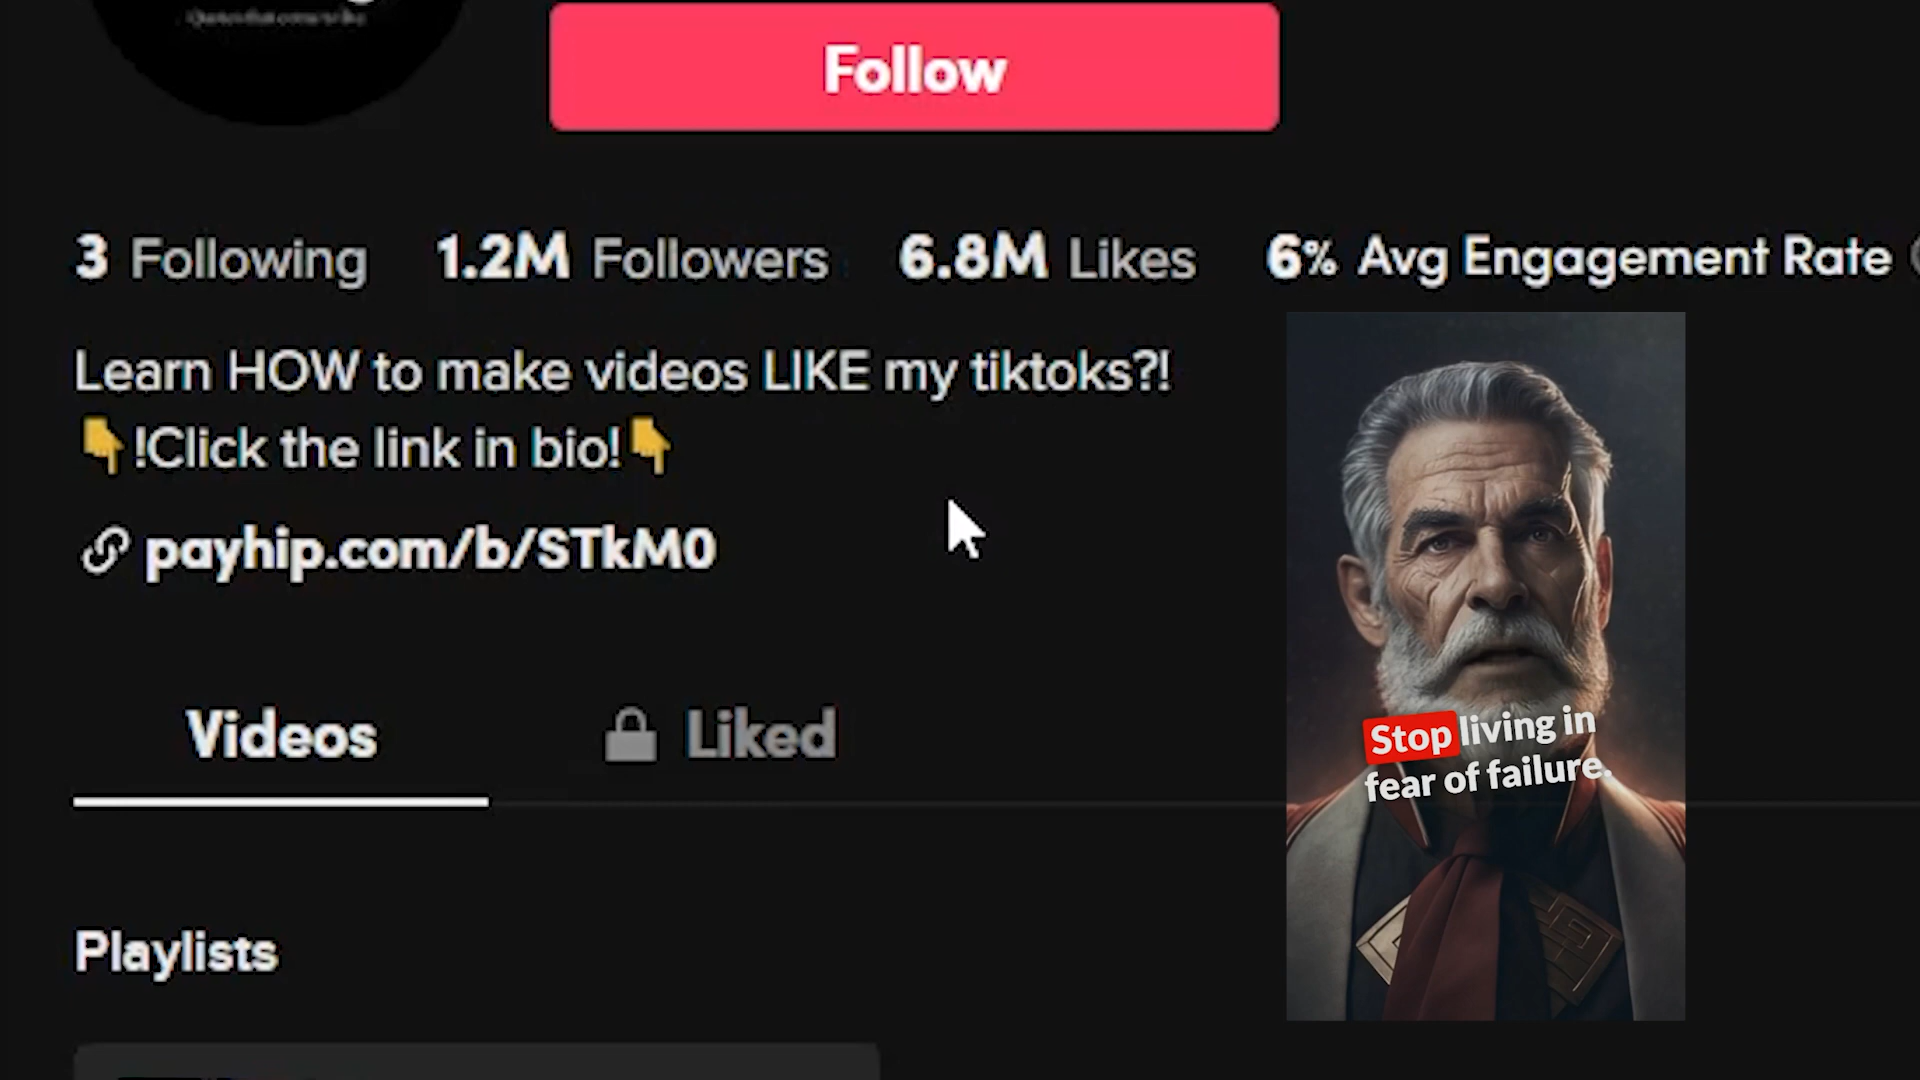 Follow
3 Following 1.2M Followers 6.8M Likes 6% Avg Engagement Rate
Learn HOW to make videos LIKE my tiktoks?!
👇!Click the link in bio!👇
payhip.com/b/STkM0
Videos Liked
Stop living in
fear of failure.
Playlists